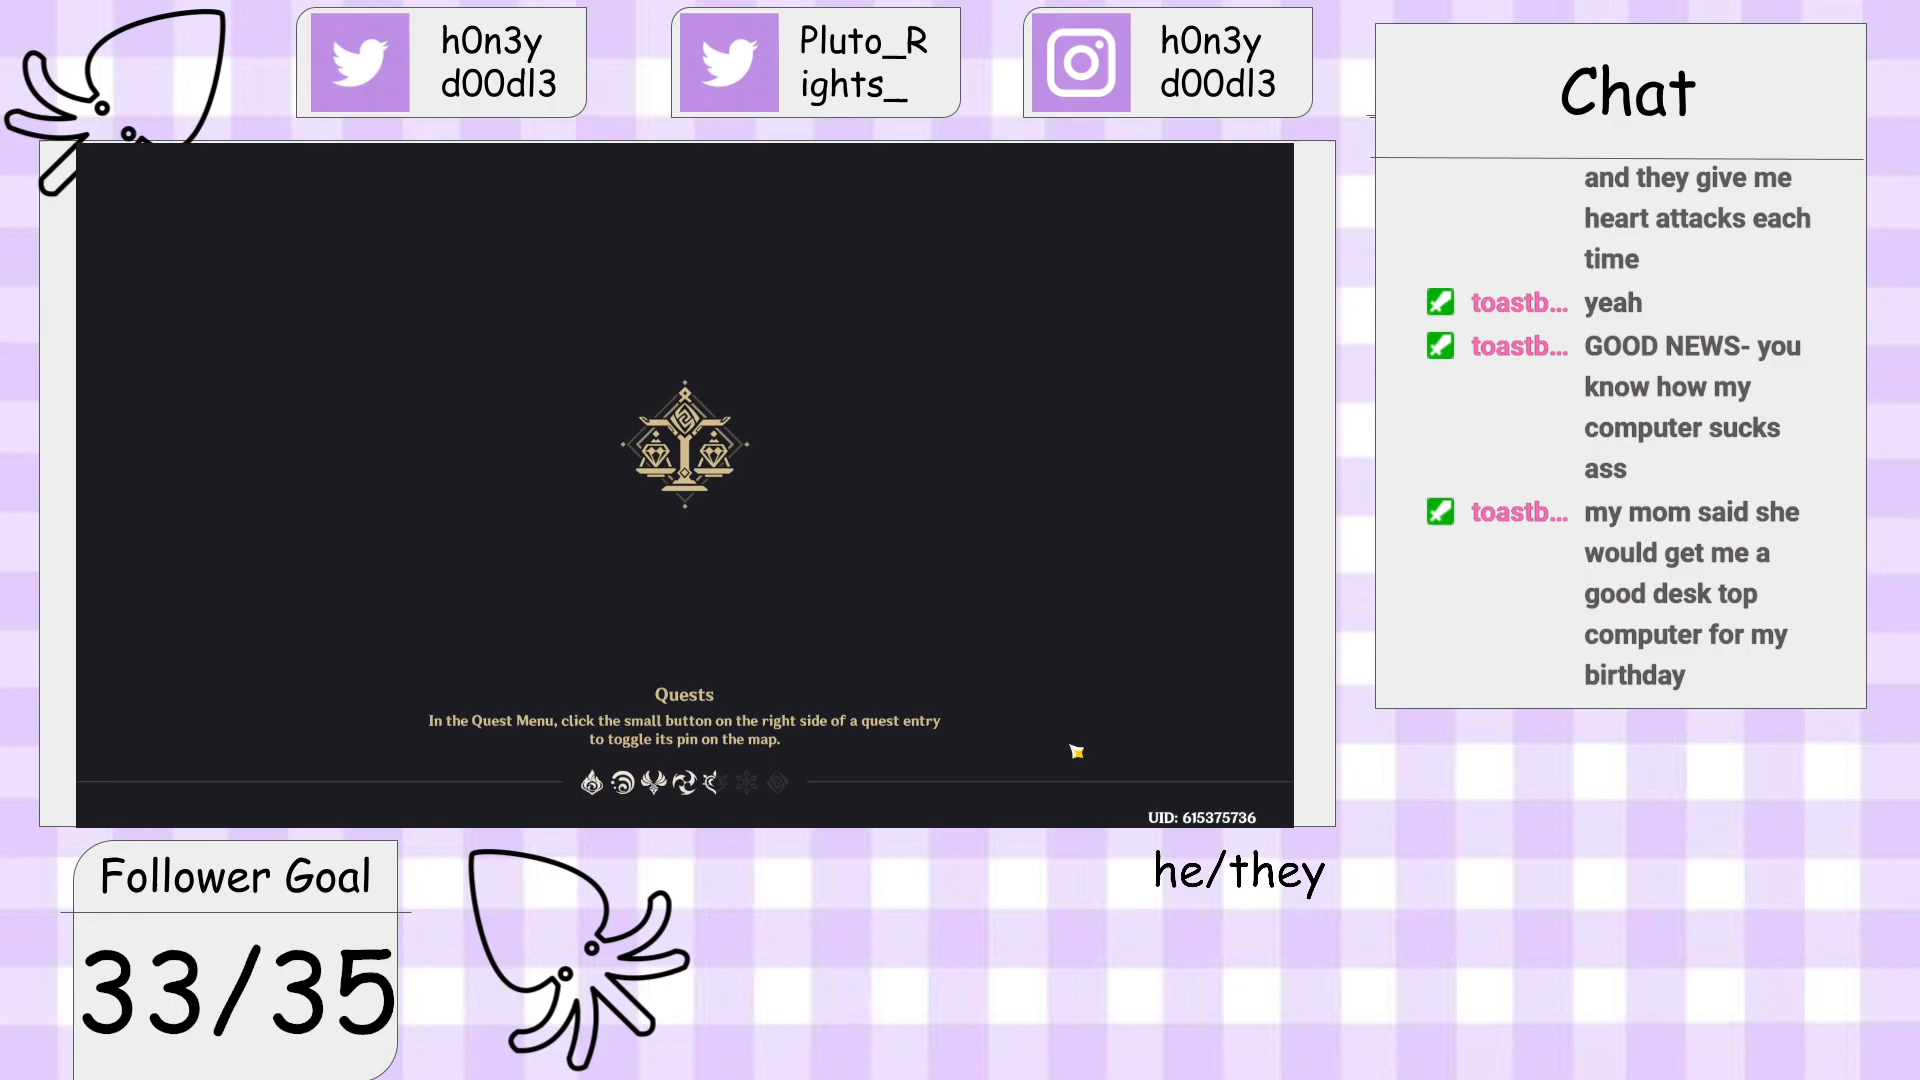 h0n3y
d00dl3
Pluto_R
ights_
h0n3y
d00dl3
Chat
and they give me
heart attacks each
time
toastb... yeah
toastb... GOOD NEWS- you
know how my
computer sucks
ass
toastb... my mom said she
would get me a
good desk top
computer for my
birthday
Quests
In the Quest Menu, click the small button on the right side of a quest entry
to toggle its pin on the map.
UID: 615375736
he/they
Follower Goal
33/35